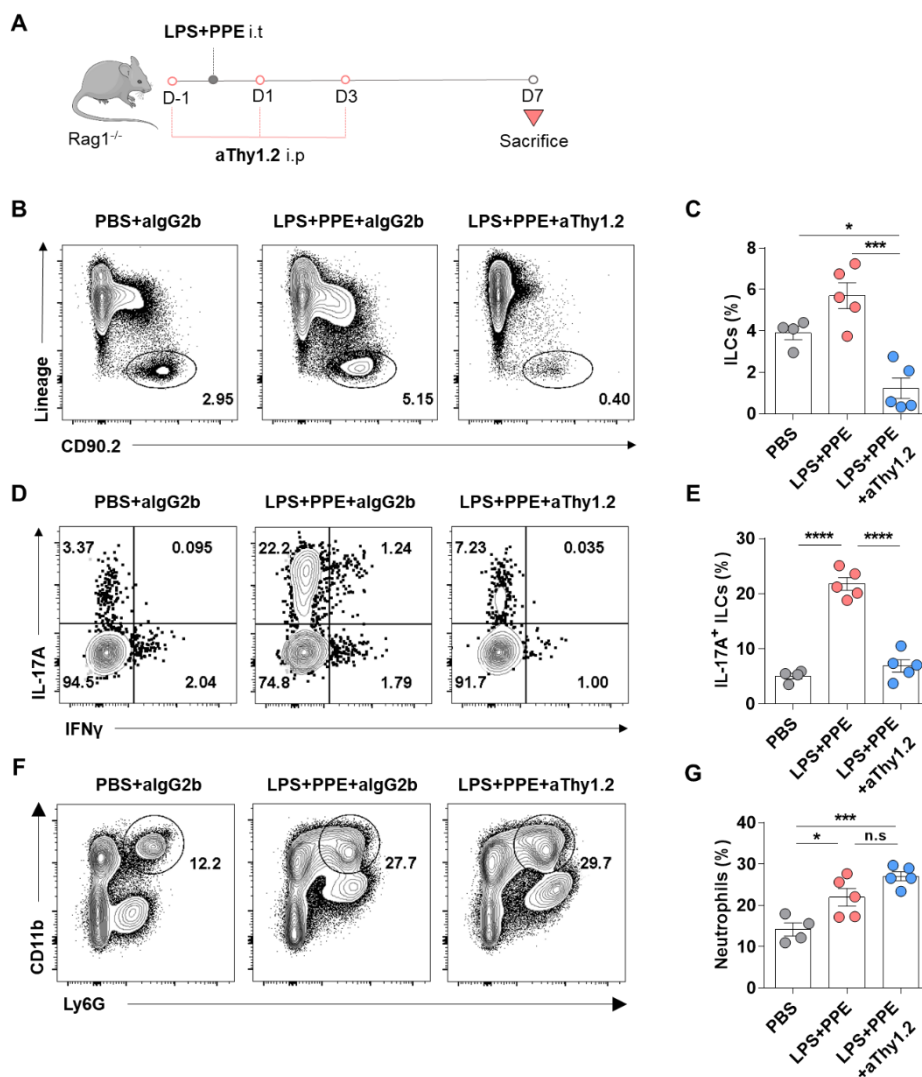 A
LPS+PPE i.t
D-1
D1
D3
D7
Rag1-/-
aThy1.2 i.p
Sacrifice
B
PBS+aIgG2b
LPS+PPE+aIgG2b
LPS+PPE+aThy1.2
Lineage
2.95
5.15
0.40
CD90.2
C
*
***
ILCs (%)
8
6
4
2
0
PBS
LPS+PPE
LPS+PPE
+aThy1.2
D
PBS+aIgG2b
LPS+PPE+aIgG2b
LPS+PPE+aThy1.2
IL-17A
3.37
0.095
22.2
1.24
7.23
0.035
94.5
2.04
74.8
1.79
91.7
1.00
IFNγ
E
****
****
IL-17A+ ILCs (%)
30
20
10
0
PBS
LPS+PPE
LPS+PPE
+aThy1.2
F
PBS+aIgG2b
LPS+PPE+aIgG2b
LPS+PPE+aThy1.2
CD11b
12.2
27.7
29.7
Ly6G
G
***
*
n.s
Neutrophils (%)
40
30
20
10
0
PBS
LPS+PPE
LPS+PPE
+aThy1.2